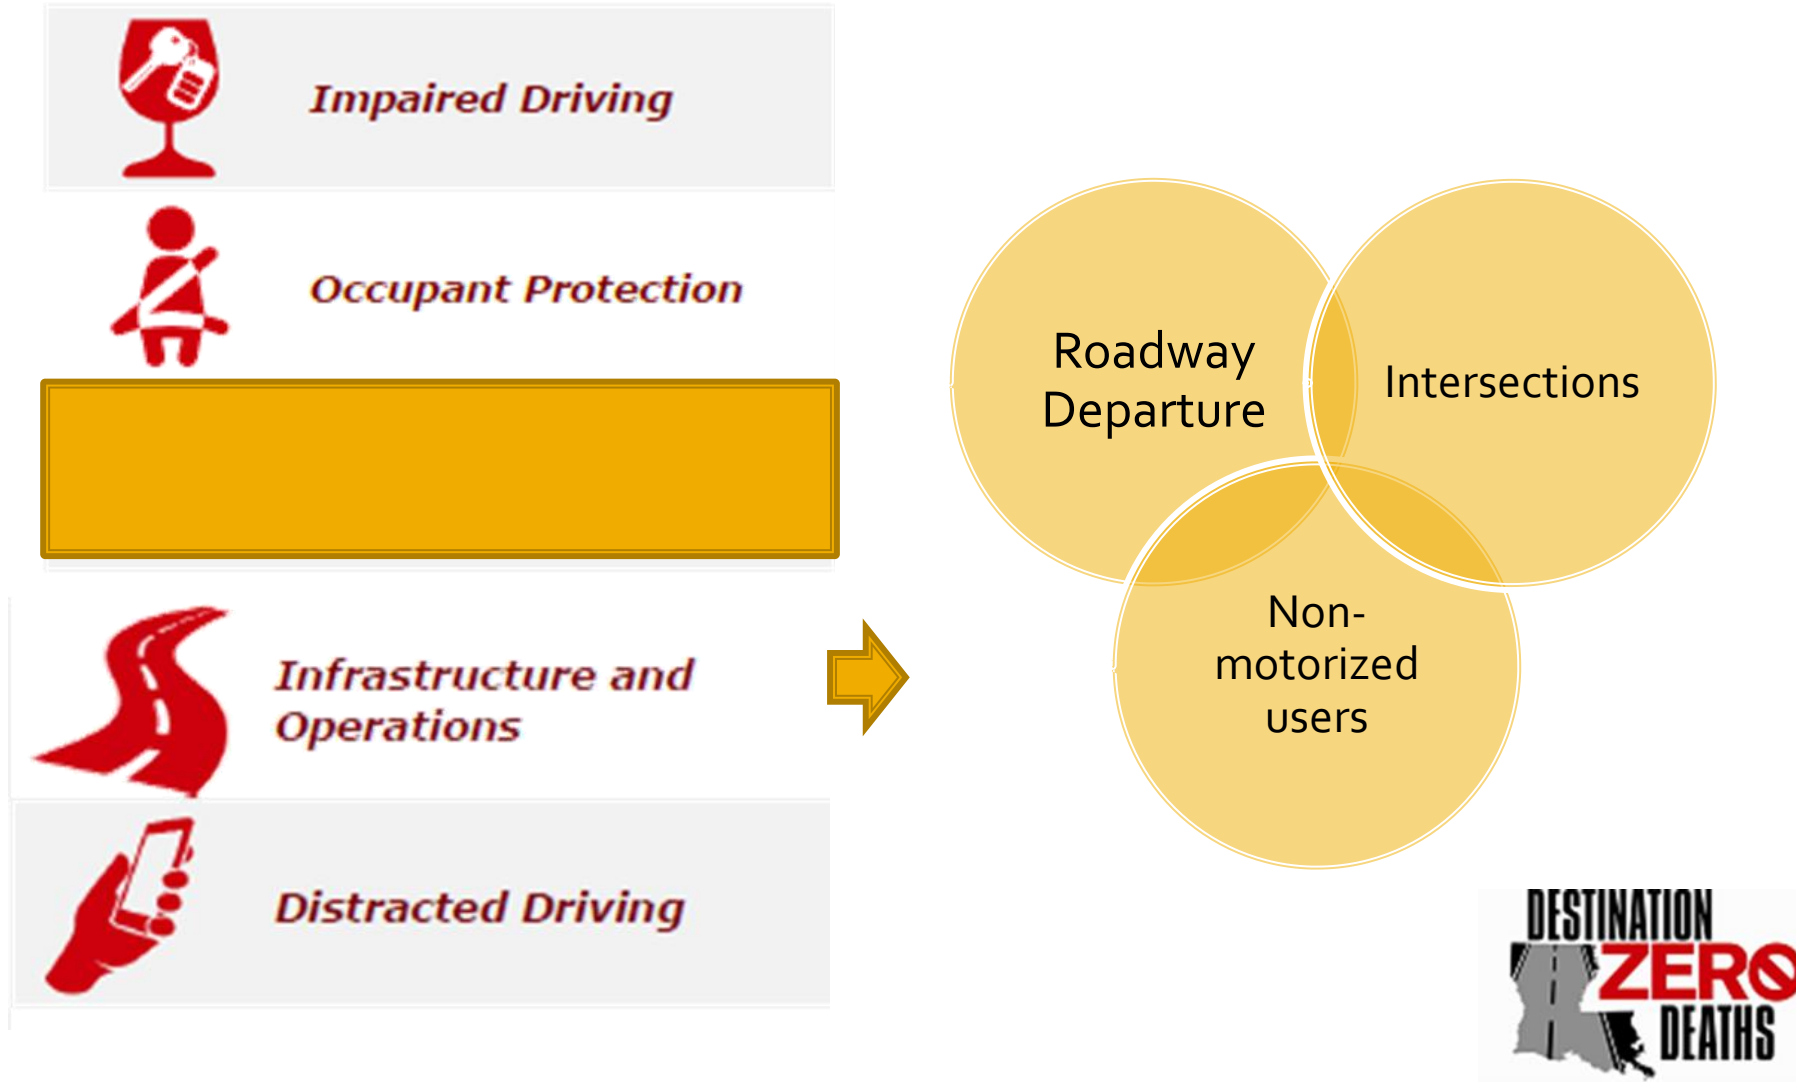 Impaired Driving
Occupant Protection
Infrastructure and
Operations
Distracted Driving
Roadway
Departure
Intersections
Non-
motorized
users
DESTINATION
ZERO
DEATHS